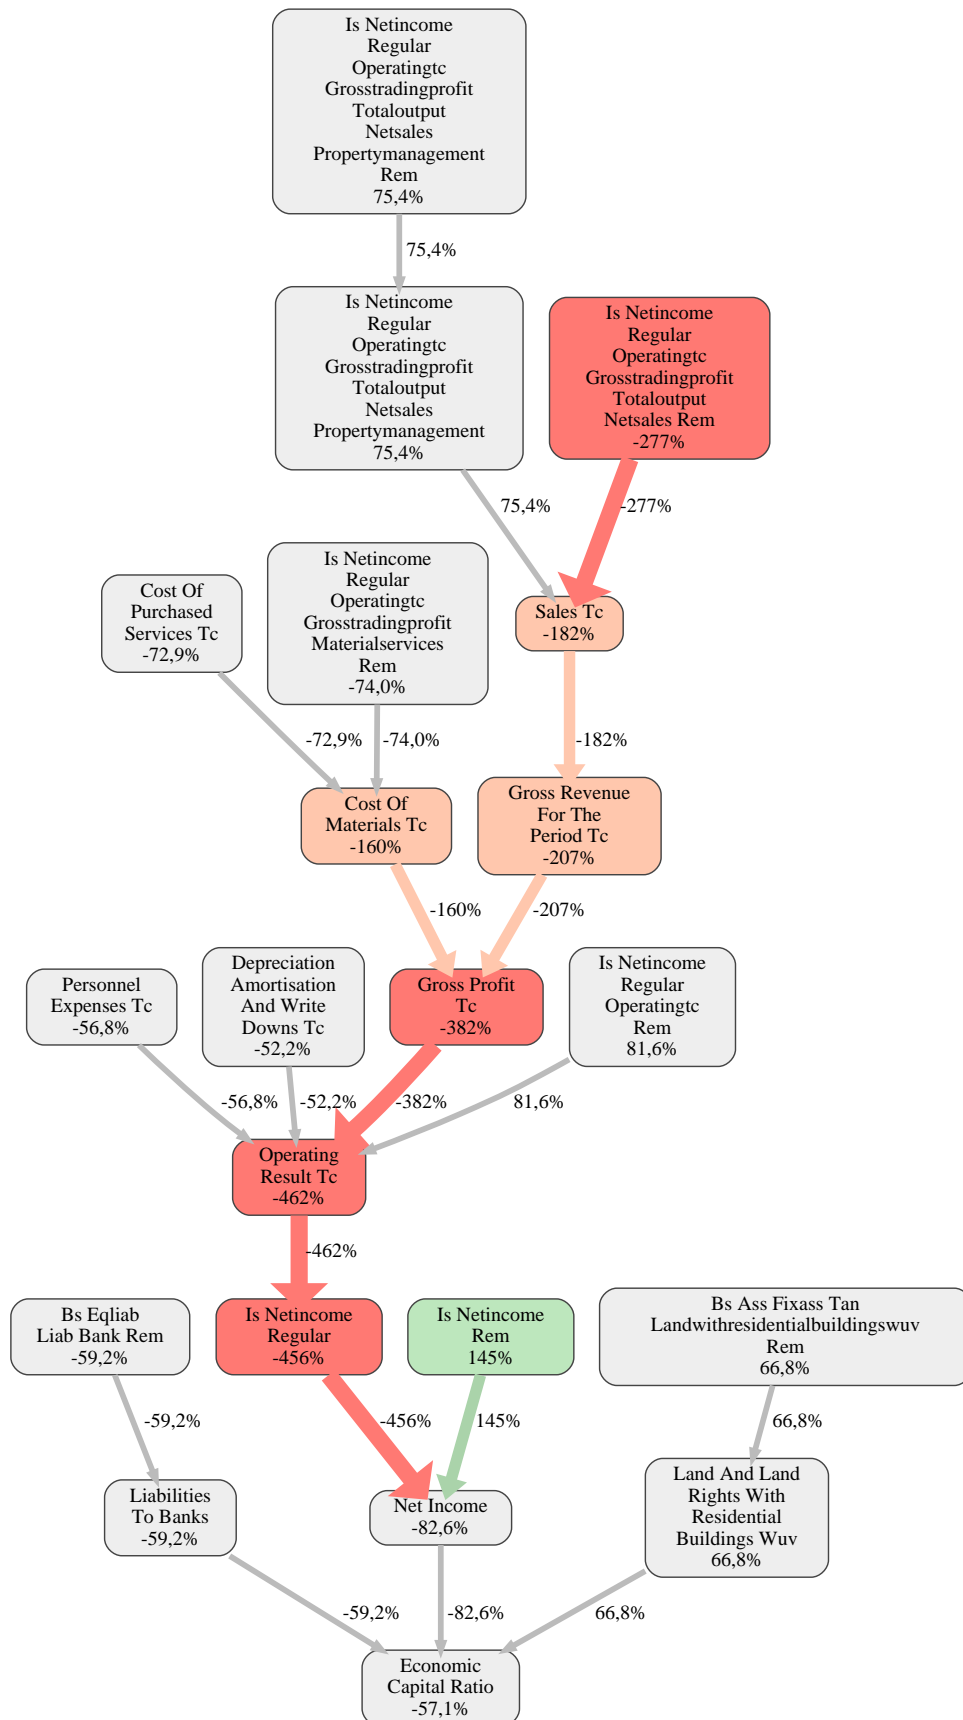 Is Netincome
Regular
Operatingtc
Grosstradingprofit
Totaloutput
Netsales
Propertymanagement
Rem
75,4%
75,4%
Is Netincome
Regular
Operatingtc
Grosstradingprofit
Totaloutput
Netsales
Propertymanagement
75,4%
Is Netincome
Regular
Operatingtc
Grosstradingprofit
Totaloutput
Netsales Rem
-277%
75,4%
-277%
Cost Of
Purchased
Services Tc
-72,9%
Is Netincome
Regular
Operatingtc
Grosstradingprofit
Materialservices
Rem
-74,0%
Sales Tc
-182%
-72,9%
-74,0%
-182%
Cost Of
Materials Tc
-160%
Gross Revenue
For The
Period Tc
-207%
-160%
-207%
Personnel
Expenses Tc
-56,8%
Depreciation
Amortisation
And Write
Downs Tc
-52,2%
Gross Profit
Tc
-382%
Is Netincome
Regular
Operatingtc
Rem
81,6%
-56,8%
-52,2%
-382%
81,6%
Operating
Result Tc
-462%
-462%
Bs Eqliab
Liab Bank Rem
-59,2%
Is Netincome
Regular
-456%
Is Netincome
Rem
145%
Bs Ass Fixass Tan
Landwithresidentialbuildingswuv
Rem
66,8%
-59,2%
-456%
145%
66,8%
Liabilities
To Banks
-59,2%
Net Income
-82,6%
Land And Land
Rights With
Residential
Buildings Wuv
66,8%
-59,2%
-82,6%
66,8%
Economic
Capital Ratio
-57,1%